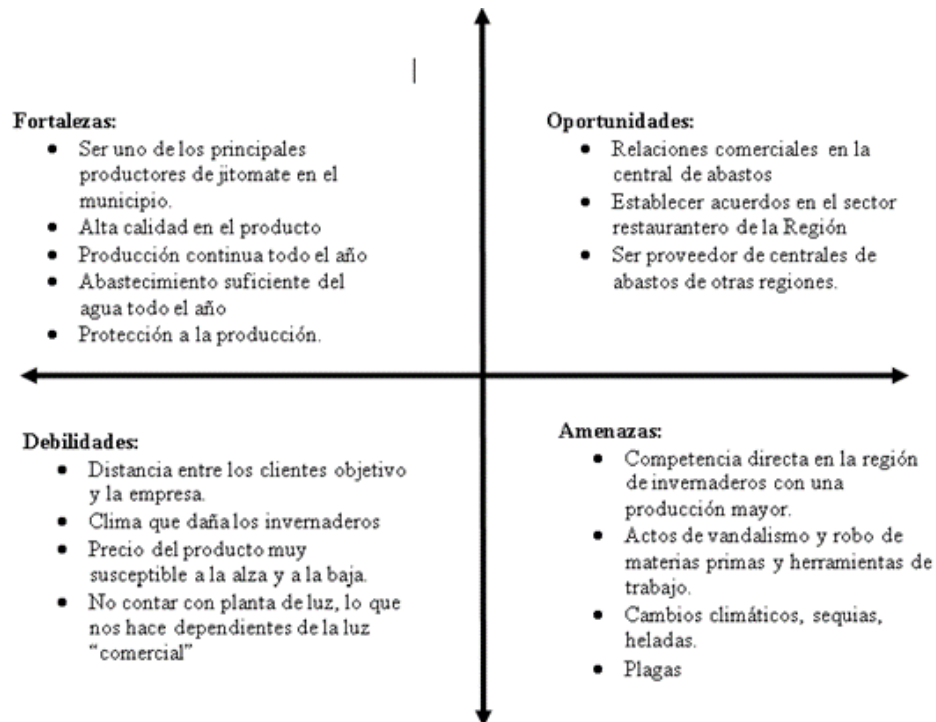 Fortalezas:
• Ser uno de los principales
productores de jitomate en el
municipio.
• Alta calidad en el producto
• Producción continua todo el año
• Abastecimiento suficiente del
agua todo el año
• Protección a la producción.
Oportunidades:
• Relaciones comerciales en la
central de abastos
• Establecer acuerdos en el sector
restaurantero de la Región
• Ser proveedor de centrales de
abastos de otras regiones.
Debilidades:
• Distancia entre los clientes objetivo
y la empresa.
• Clima que daña los invernaderos
• Precio del producto muy
susceptible a la alza y a la baja.
• No contar con planta de luz, lo que
nos hace dependientes de la luz
“comercial”
Amenazas:
• Competencia directa en la región
de invernaderos con una
producción mayor.
• Actos de vandalismo y robo de
materias primas y herramientas de
trabajo.
• Cambios climáticos, sequias,
heladas.
• Plagas